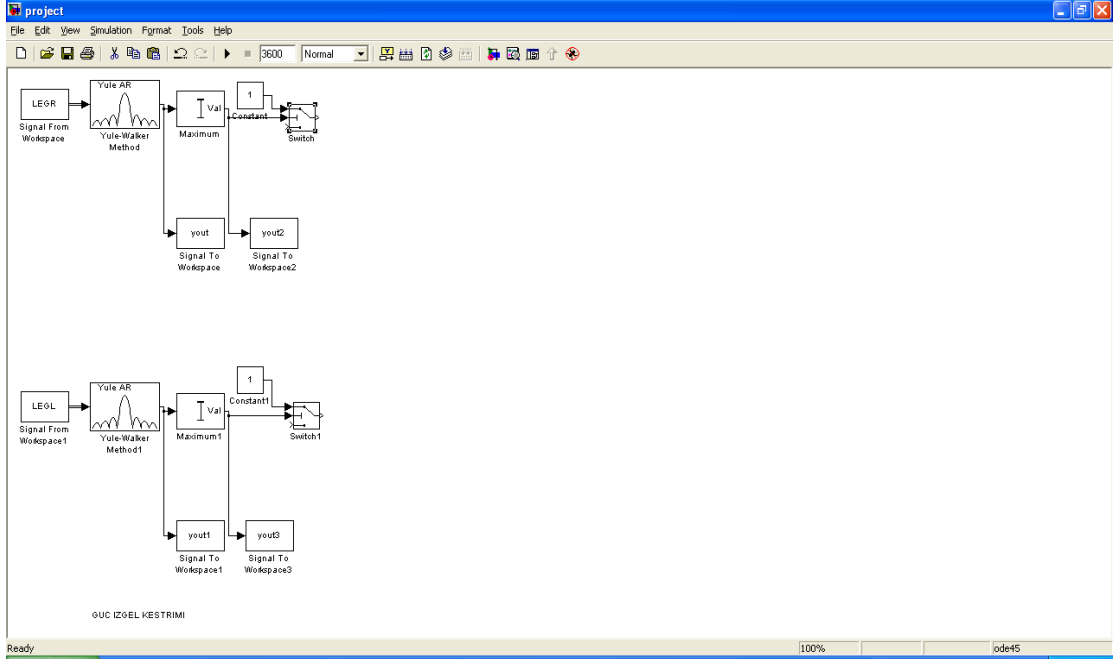 project
File Edit View Simulation Format Tools Help
3600 Normal
Yule AR
LEGR
Val
1
Constant
Signal From
Workspace
Yule-Walker
Method
Maximum
Switch
yout
yout2
Signal To
Workspace
Signal To
Workspace2
Yule AR
LEGL
Val
1
Constant1
Signal From
Workspace1
Yule-Walker
Method1
Maximum1
Switch1
yout1
yout3
Signal To
Workspace1
Signal To
Workspace3
GUC IZGEL KESTRIMI
Ready 100% ode45